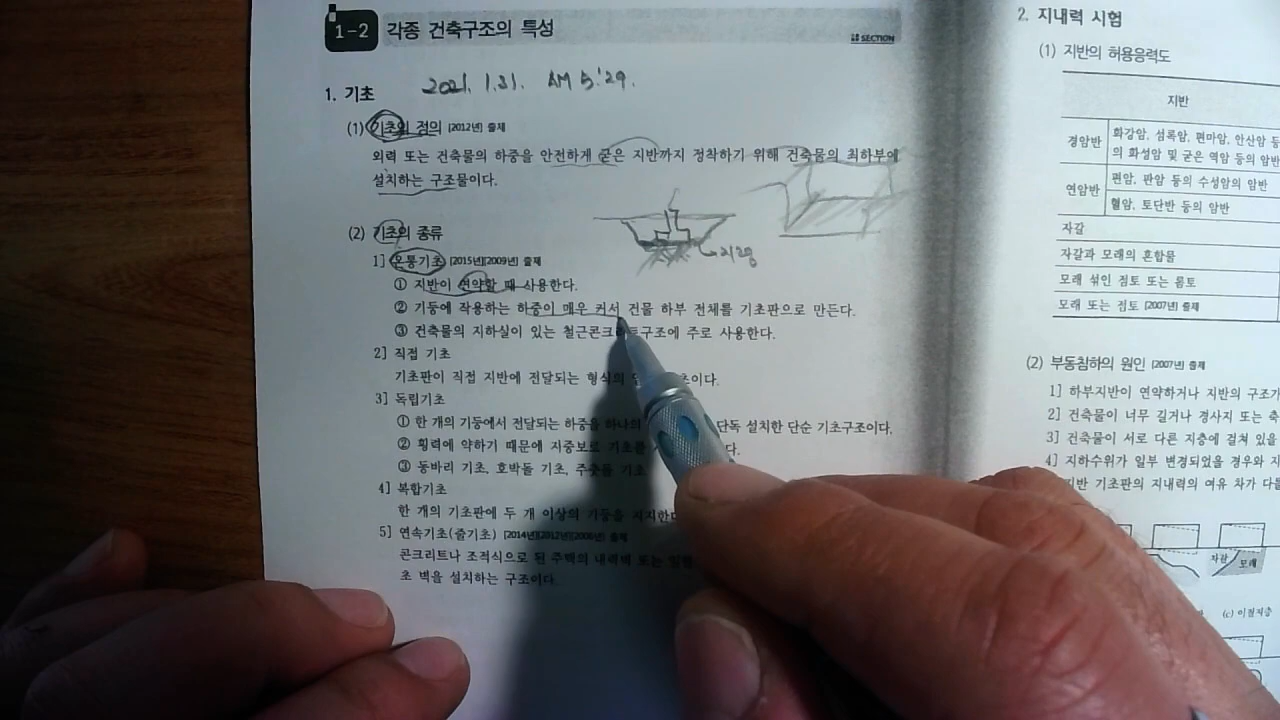 1-2 각종 건축구조의 특성
SECTION
1. 기초 2021. 1.31. AM 5:29.
(1) 기초의 정의 [2012년] 출제
외력 또는 건축물의 하중을 안전하게 굳은 지반까지 정착하기 위해 건축물의 최하부에
설치하는 구조물이다.
(2) 기초의 종류
1] 온통기초 [2015년][2009년] 출제
① 지반이 연약할 때 사용한다.
② 기둥에 작용하는 하중이 매우 커서 건물 하부 전체를 기초판으로 만든다.
③ 건축물의 지하실이 있는 철근콘크 구조에 주로 사용한다.
2] 직접 기초
기초판이 직접 지반에 전달되는 형식의
3] 독립기초
① 한 개의 기둥에서 전달되는 하중을 하나의 단독 설치한 단순 기초구조이다.
② 횡력에 약하기 때문에 지중보로 기초를
③ 동바리 기초, 호박돌 기초, 주춧돌 기초
4] 복합기초
한 개의 기초판에 두 개 이상의 기둥을 지지한다
5] 연속기초(줄기초) [2014년][2012년][2006년] 출제
콘크리트나 조적식으로 된 주택의 내력벽 또는
초 벽을 설치하는 구조이다.
2. 지내력 시험
(1) 지반의 허용응력도
지반
경암반
화강암, 섬록암, 편마암, 안산암 등
의 화성암 및 굳은 역암 등의 암반
연암반
편암, 판암 등의 수성암의 암반
혈암, 토단반 등의 암반
자갈
자갈과 모래의 혼합물
모래 섞인 점토 또는 롬토
모래 또는 점토 [2007년] 출제
(2) 부동침하의 원인 [2007년] 출제
1] 하부지반이 연약하거나 지반의 구조가
2] 건축물이 너무 길거나 경사지 또는
3] 건축물이 서로 다른 지층에 걸쳐 있을
4] 지하수위가 일부 변경되었을 경우와
지반 기초판의 지내력의 여유 차가 다를
자갈 모래
(c) 이질지층